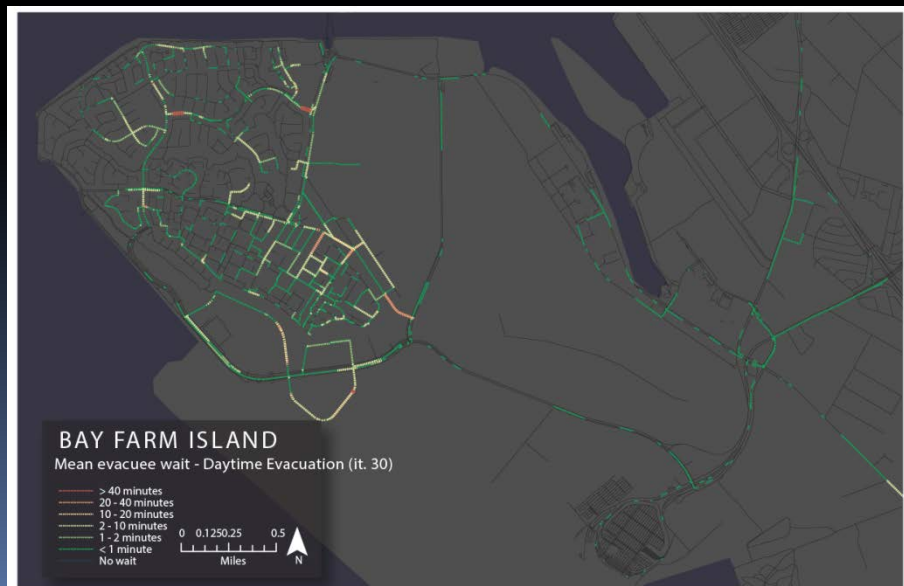 BAY FARM ISLAND
Mean evacuee wait - Daytime Evacuation (it. 30)
> 40 minutes
20 - 40 minutes
10 - 20 minutes
2 - 10 minutes
1 - 2 minutes
< 1 minute
No wait
0 0.1250.25 0.5
Miles
N